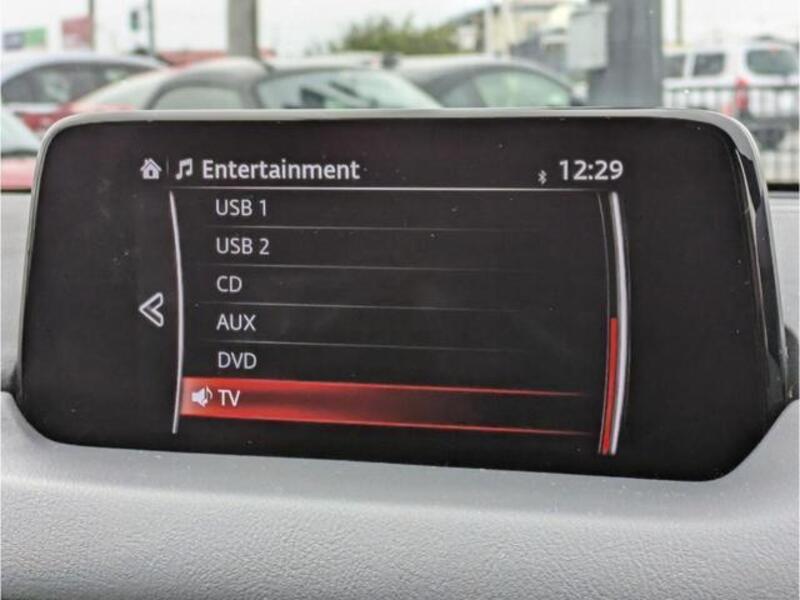 Entertainment 12:29
USB 1
USB 2
CD
AUX
DVD
TV